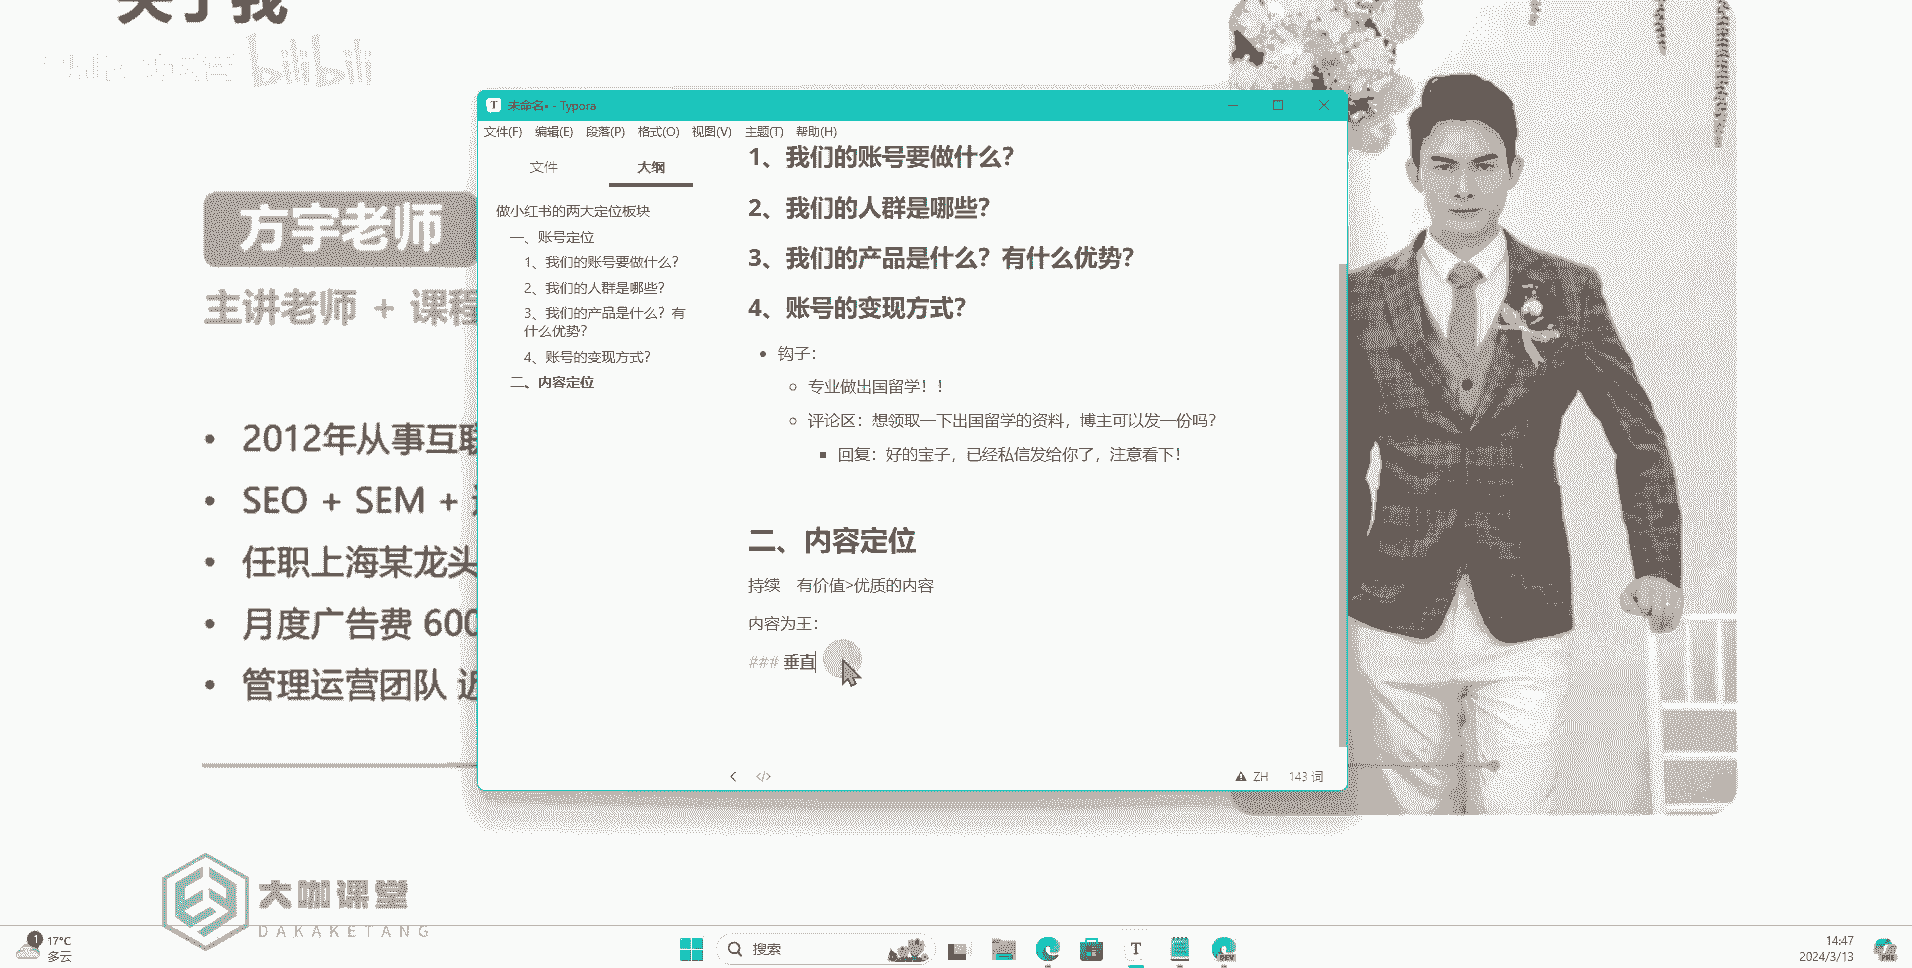 关于我
bilibili
方宇老师
主讲老师 + 课程
• 2012年从事互联
• SEO + SEM +
• 任职上海某龙头
• 月度广告费 600
• 管理运营团队 近
大咖课堂
DAKAKETANG
未命名• - Typora
文件(F) 编辑(E) 段落(P) 格式(O) 视图(V) 主题(T) 帮助(H)
文件 大纲
做小红书的两大定位板块
一、账号定位
1、我们的账号要做什么？
2、我们的人群是哪些？
3、我们的产品是什么？有
什么优势？
4、账号的变现方式？
二、内容定位
1、我们的账号要做什么？
2、我们的人群是哪些？
3、我们的产品是什么？有什么优势？
4、账号的变现方式？
• 钩子：
专业做出国留学！！
评论区：想领取一下出国留学的资料，博主可以发一份吗？
回复：好的宝子，已经私信发给你了，注意看下！
二、内容定位
持续 有价值>优质的内容
内容为王：
### 垂直
ZH 143 词
1 17°C
多云
搜索
T
DEV
14:47
2024/3/13
PRE